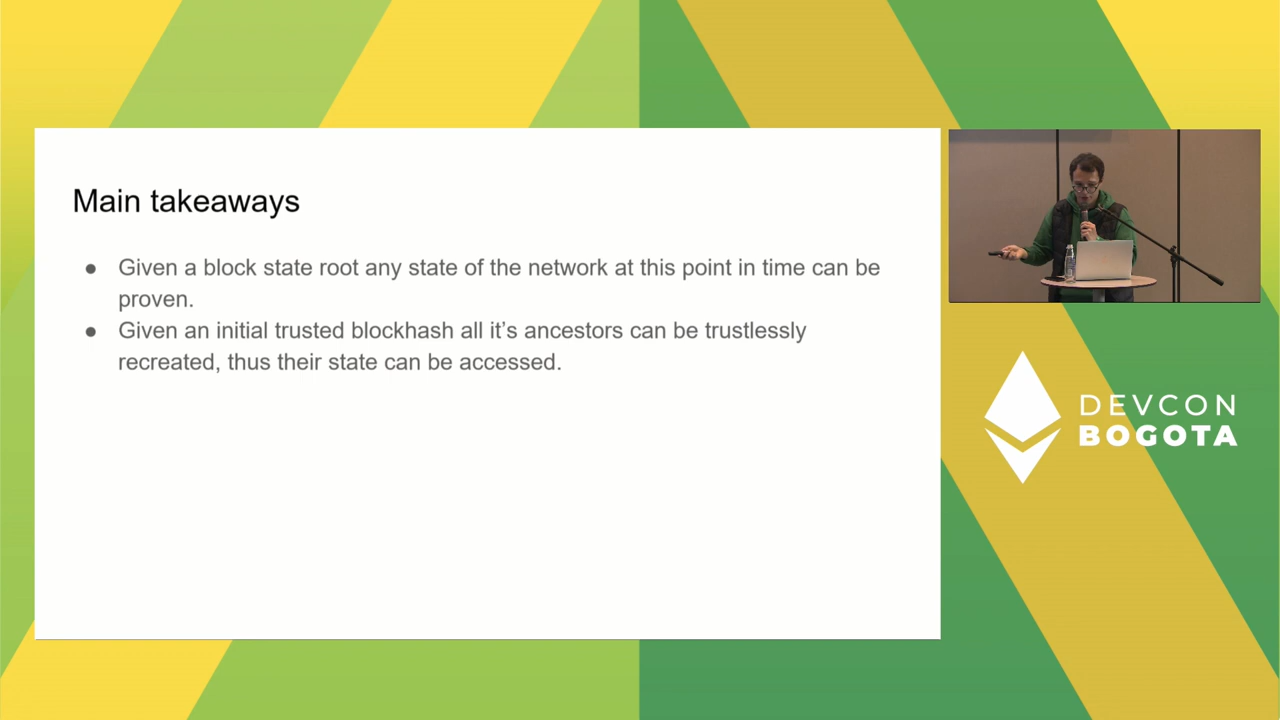 Main takeaways
● Given a block state root any state of the network at this point in time can be
proven.
● Given an initial trusted blockhash all it's ancestors can be trustlessly
recreated, thus their state can be accessed.
DEVCON
BOGOTA